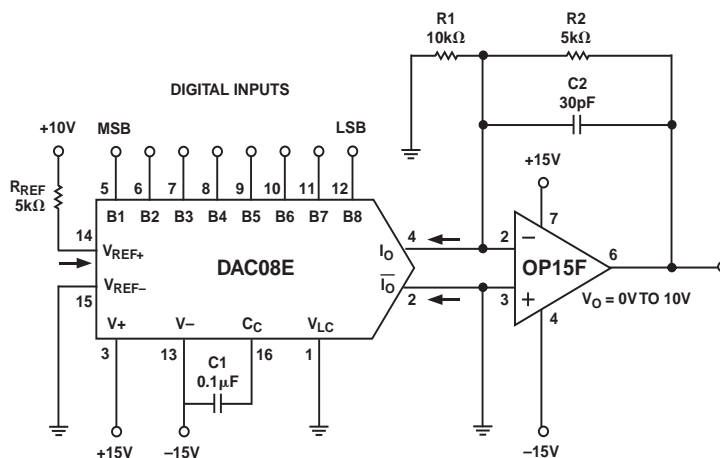 R1
10kΩ
R2
5kΩ
C2
30pF
DIGITAL INPUTS
+10V
MSB
LSB
+15V
RREF
5kΩ
5 6 7 8 9 10 11 12
B1 B2 B3 B4 B5 B6 B7 B8
14
VREF+
15
VREF–
DAC08E
IO
4
IO
2
V+ V– CC VLC
3 13 16 1
C1
0.1μF
+15V
–15V
7
2
–
OP15F
6
3
+
VO = 0V TO 10V
4
–15V